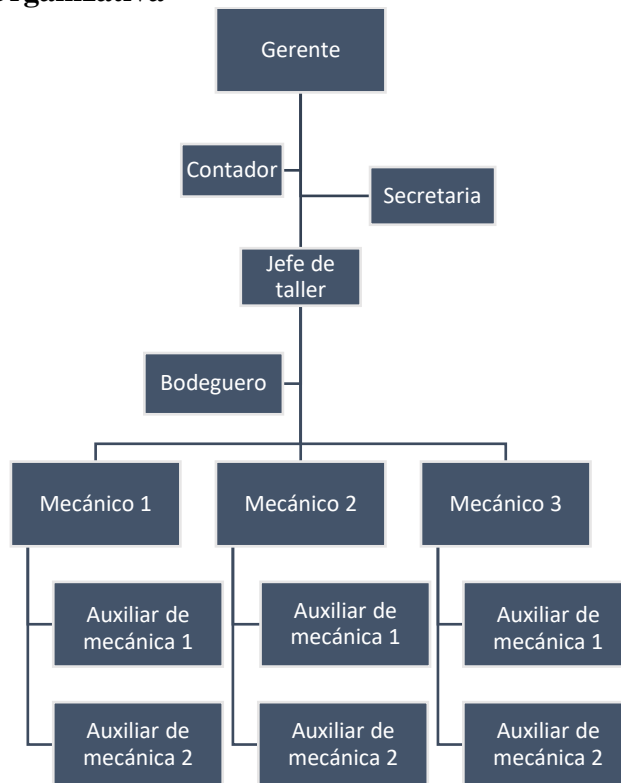 Gerente
Contador
Secretaria
Jefe de
taller
Bodeguero
Mecánico 1
Mecánico 2
Mecánico 3
Auxiliar de
mecánica 1
Auxiliar de
mecánica 1
Auxiliar de
mecánica 1
Auxiliar de
mecánica 2
Auxiliar de
mecánica 2
Auxiliar de
mecánica 2